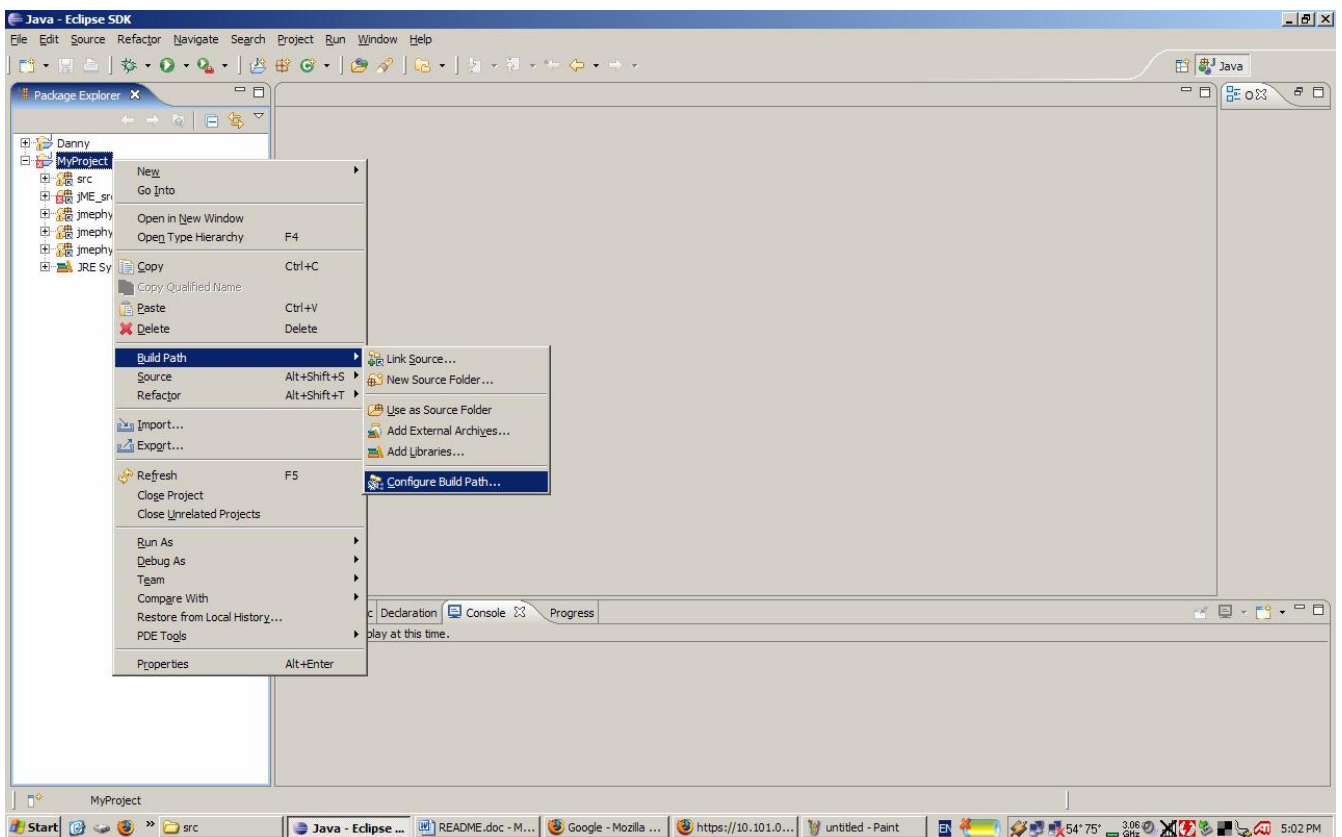 Java - Eclipse SDK
File Edit Source Refactor Navigate Search Project Run Window Help
Java
Package Explorer
Danny
MyProject
src
jME_sr
jmephy
jmephy
jmephy
JRE Sy
New
Go Into
Open in New Window
Open Type Hierarchy F4
Copy Ctrl+C
Copy Qualified Name
Paste Ctrl+V
Delete Delete
Build Path
Source Alt+Shift+S
Refactor Alt+Shift+T
Import...
Export...
Refresh F5
Close Project
Close Unrelated Projects
Run As
Debug As
Team
Compare With
Restore from Local History...
PDE Tools
Properties Alt+Enter
Link Source...
New Source Folder...
Use as Source Folder
Add External Archives...
Add Libraries...
Configure Build Path...
c Declaration Console Progress
play at this time.
MyProject
Start » src Java - Eclipse ... README.doc - M... Google - Mozilla ... https://10.101.0... untitled - Paint EN 54° 75° 3.06 GHz 5:02 PM